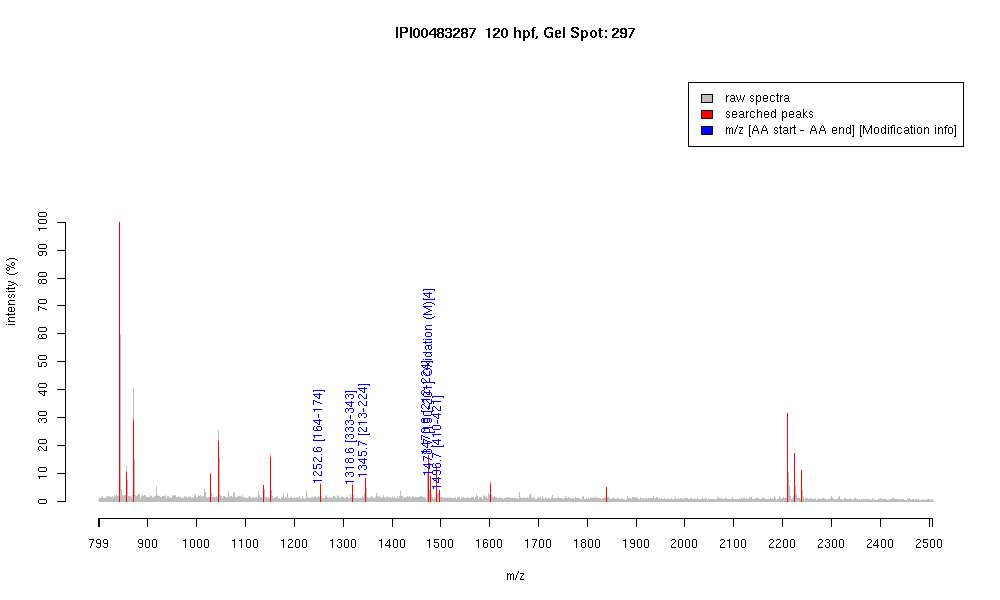 IPI00483287 120 hpf, Gel Spot: 297
raw spectra
searched peaks
m/z [AA start - AA end] [Modification info]
intensity (%)
100
90
80
70
60
50
40
30
20
10
0
1252.6 [164-174]
1318.6 [333-343]
1345.7 [213-224]
Oxidation (M)[4]
1496.7 [410-421]
799 900 1000 1100 1200 1300 1400 1500 1600 1700 1800 1900 2000 2100 2200 2300 2400 2500
m/z